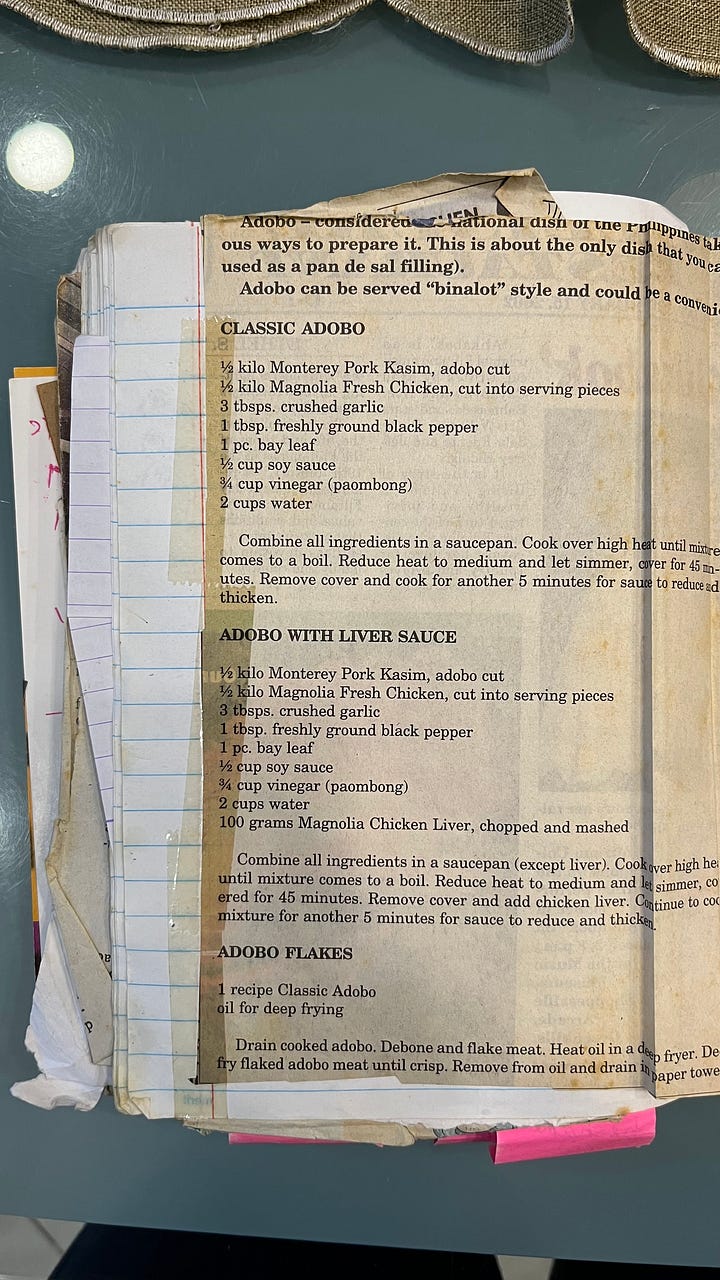 Adobo – considered national dish of the Philippines tak
ous ways to prepare it. This is about the only dish that you ca
used as a pan de sal filling).
Adobo can be served “binalot” style and could be a conveni
CLASSIC ADOBO
½ kilo Monterey Pork Kasim, adobo cut
½ kilo Magnolia Fresh Chicken, cut into serving pieces
3 tbsps. crushed garlic
1 tbsp. freshly ground black pepper
1 pc. bay leaf
½ cup soy sauce
¾ cup vinegar (paombong)
2 cups water
Combine all ingredients in a saucepan. Cook over high heat until mixture
comes to a boil. Reduce heat to medium and let simmer, cover for 45 min-
utes. Remove cover and cook for another 5 minutes for sauce to reduce and
thicken.
ADOBO WITH LIVER SAUCE
½ kilo Monterey Pork Kasim, adobo cut
½ kilo Magnolia Fresh Chicken, cut into serving pieces
3 tbsps. crushed garlic
1 tbsp. freshly ground black pepper
1 pc. bay leaf
½ cup soy sauce
¾ cup vinegar (paombong)
2 cups water
100 grams Magnolia Chicken Liver, chopped and mashed
Combine all ingredients in a saucepan (except liver). Cook over high hea
until mixture comes to a boil. Reduce heat to medium and let simmer, co
ered for 45 minutes. Remove cover and add chicken liver. Continue to coo
mixture for another 5 minutes for sauce to reduce and thicken.
ADOBO FLAKES
1 recipe Classic Adobo
oil for deep frying
Drain cooked adobo. Debone and flake meat. Heat oil in a deep fryer. De
fry flaked adobo meat until crisp. Remove from oil and drain in paper towe